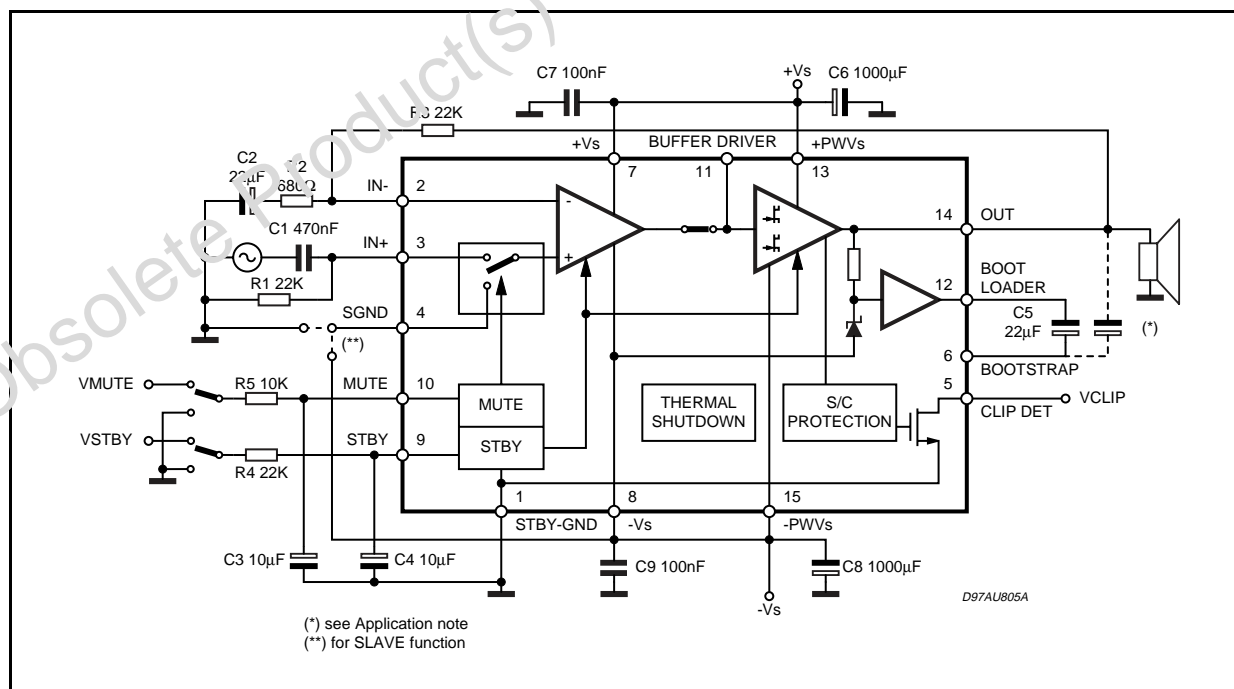 Obsolete Product(s)
C7 100nF
+Vs
C6 1000µF
R3 22K
+Vs
BUFFER DRIVER
+PWVs
7
11
13
C2
22µF
R2
680Ω
IN-
2
-
14
OUT
C1 470nF
IN+
3
+
R1 22K
SGND
4
(**)
BOOT
LOADER
12
C5
22µF
(*)
6
BOOTSTRAP
VMUTE
R5 10K
MUTE
10
MUTE
THERMAL
SHUTDOWN
S/C
PROTECTION
5
CLIP DET
VCLIP
VSTBY
R4 22K
STBY
9
STBY
1
8
15
STBY-GND
-Vs
-PWVs
C3 10µF
C4 10µF
C9 100nF
C8 1000µF
-Vs
D97AU805A
(*) see Application note
(**) for SLAVE function